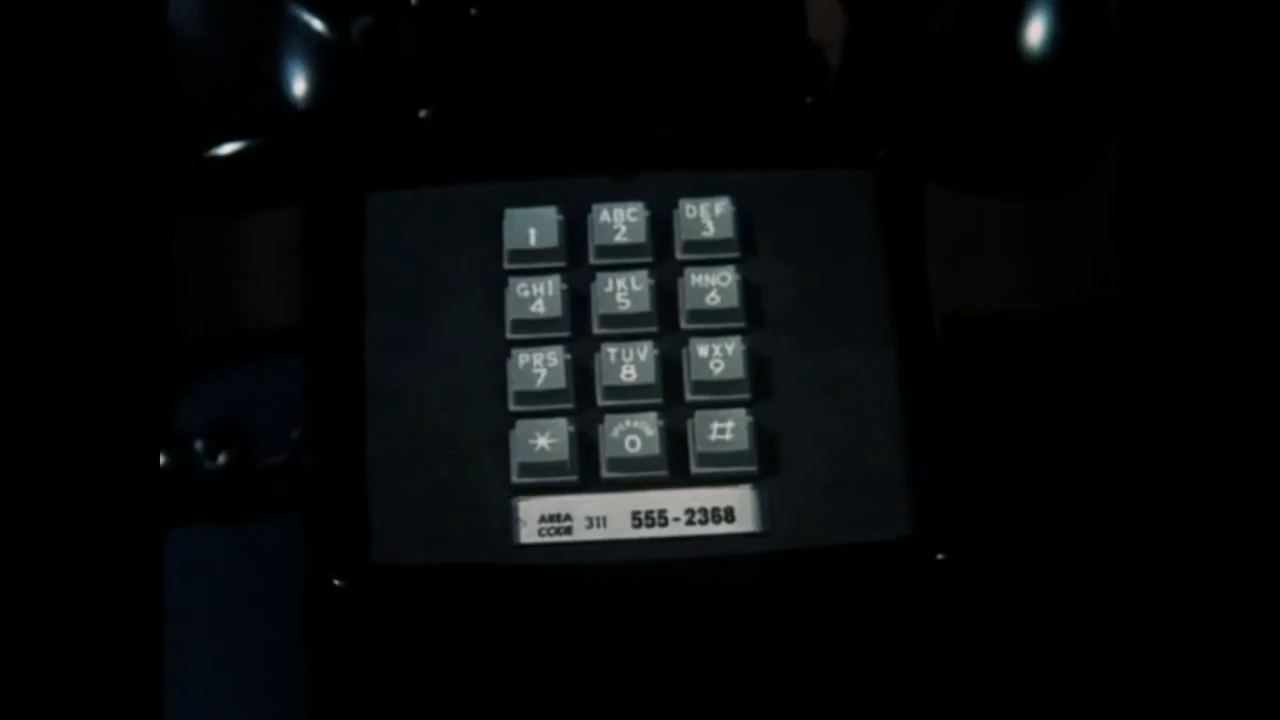 1 ABC 2 DEF 3
GHI 4 JKL 5 MNO 6
PRS 7 TUV 8 WXY 9
* OPERATOR 0 #
AREA CODE 311 555-2368